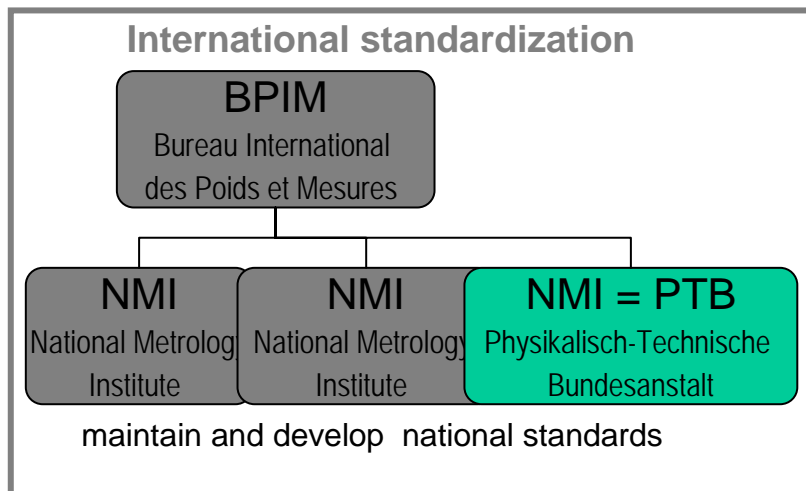 International standardization
BPIM
Bureau International
des Poids et Mesures
NMI
National Metrology
Institute
NMI
National Metrology
Institute
NMI = PTB
Physikalisch-Technische
Bundesanstalt
maintain and develop national standards